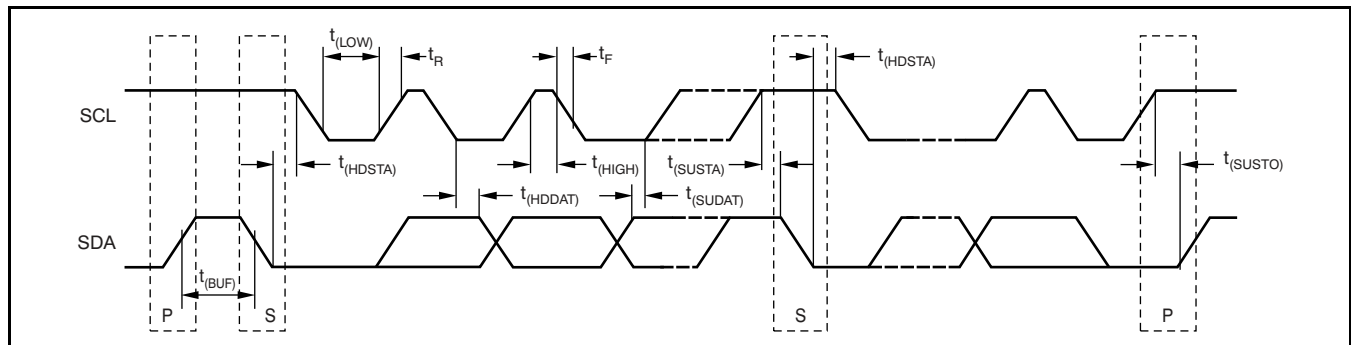 t(LOW)
tR
tF
t(HDSTA)
SCL
t(HDSTA)
t(HIGH)
t(SUSTA)
t(SUSTO)
t(HDDAT)
t(SUDAT)
SDA
t(BUF)
P
S
S
P